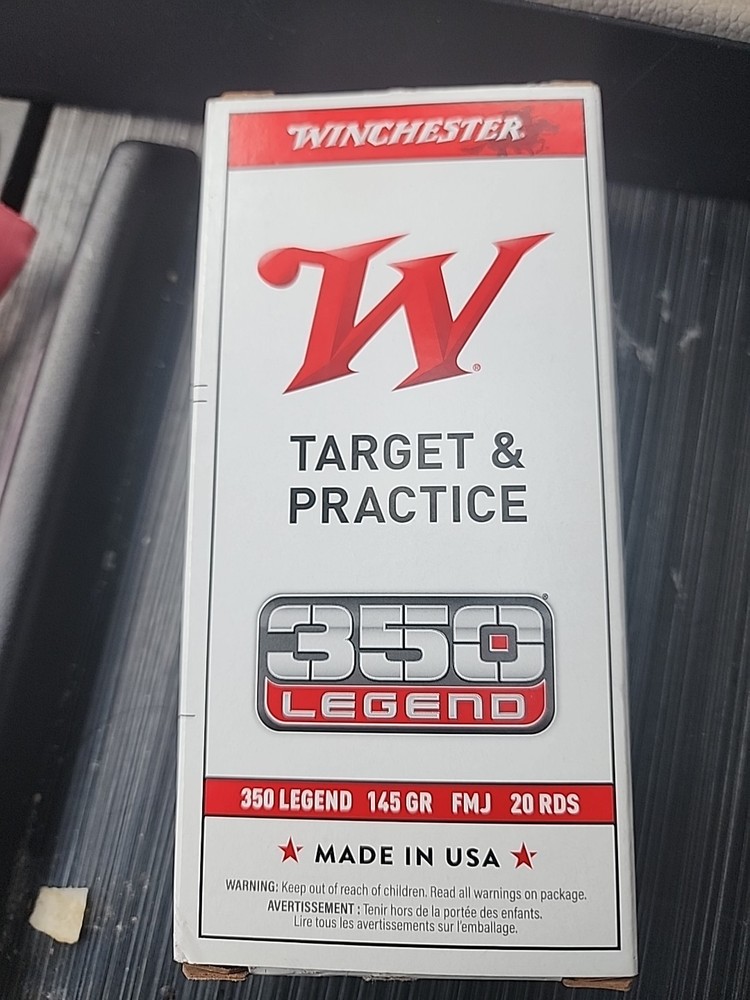 WINCHESTER
W®
TARGET &
PRACTICE
350
LEGEND
350 LEGEND 145 GR FMJ 20 RDS
★ MADE IN USA ★
WARNING: Keep out of reach of children. Read all warnings on package.
AVERTISSEMENT : Tenir hors de la portée des enfants.
Lire tous les avertissements sur l'emballage.